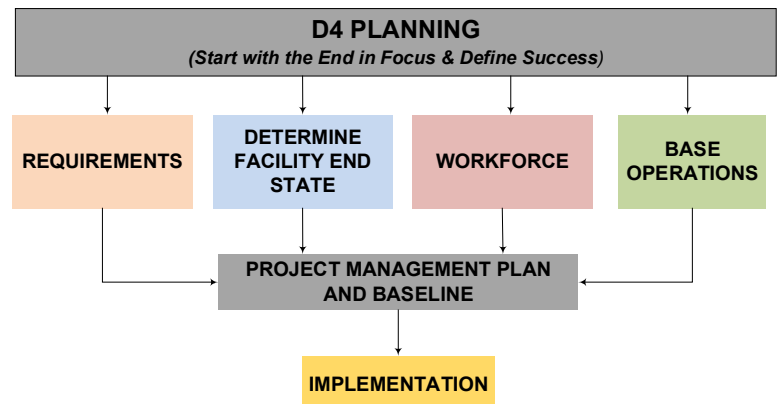 D4 PLANNING
(Start with the End in Focus & Define Success)
REQUIREMENTS
DETERMINE
FACILITY END
STATE
WORKFORCE
BASE
OPERATIONS
PROJECT MANAGEMENT PLAN
AND BASELINE
IMPLEMENTATION